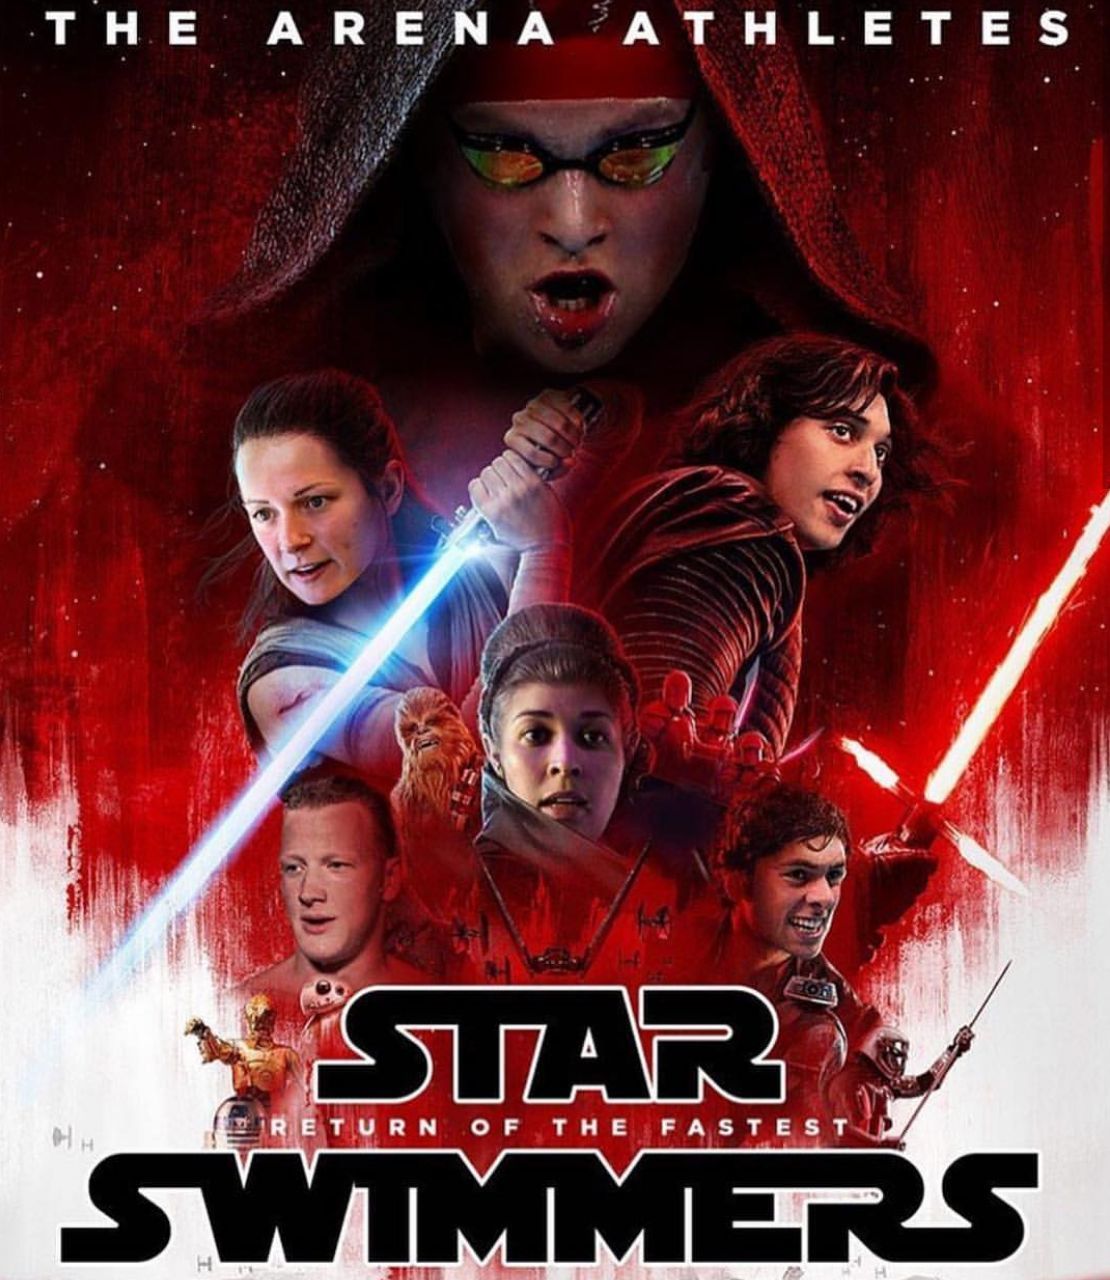 THE ARENA ATHLETES
STAR
RETURN OF THE FASTEST
SWIMMERS